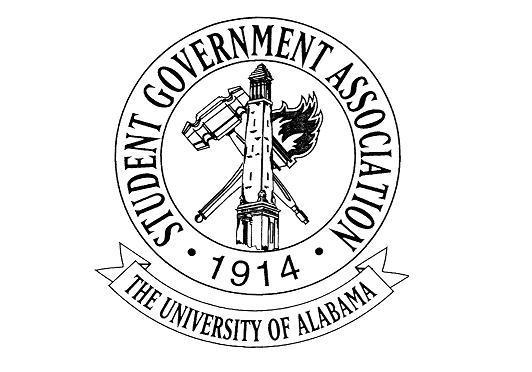 STUDENT GOVERNMENT ASSOCIATION
• 1914 •
THE UNIVERSITY OF ALABAMA